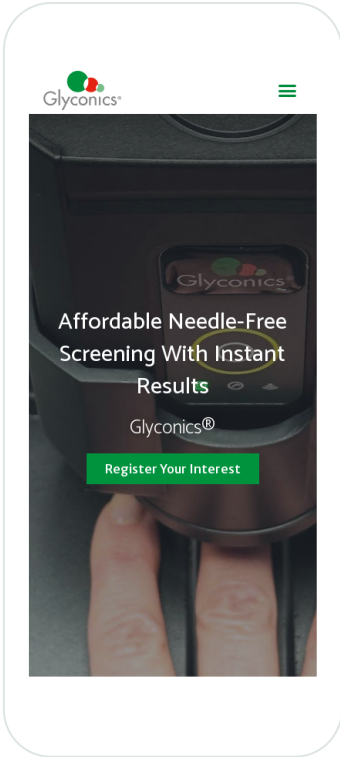 Glyconics®
Glyconics
Affordable Needle-Free
Screening With Instant
Results
Glyconics®
Register Your Interest